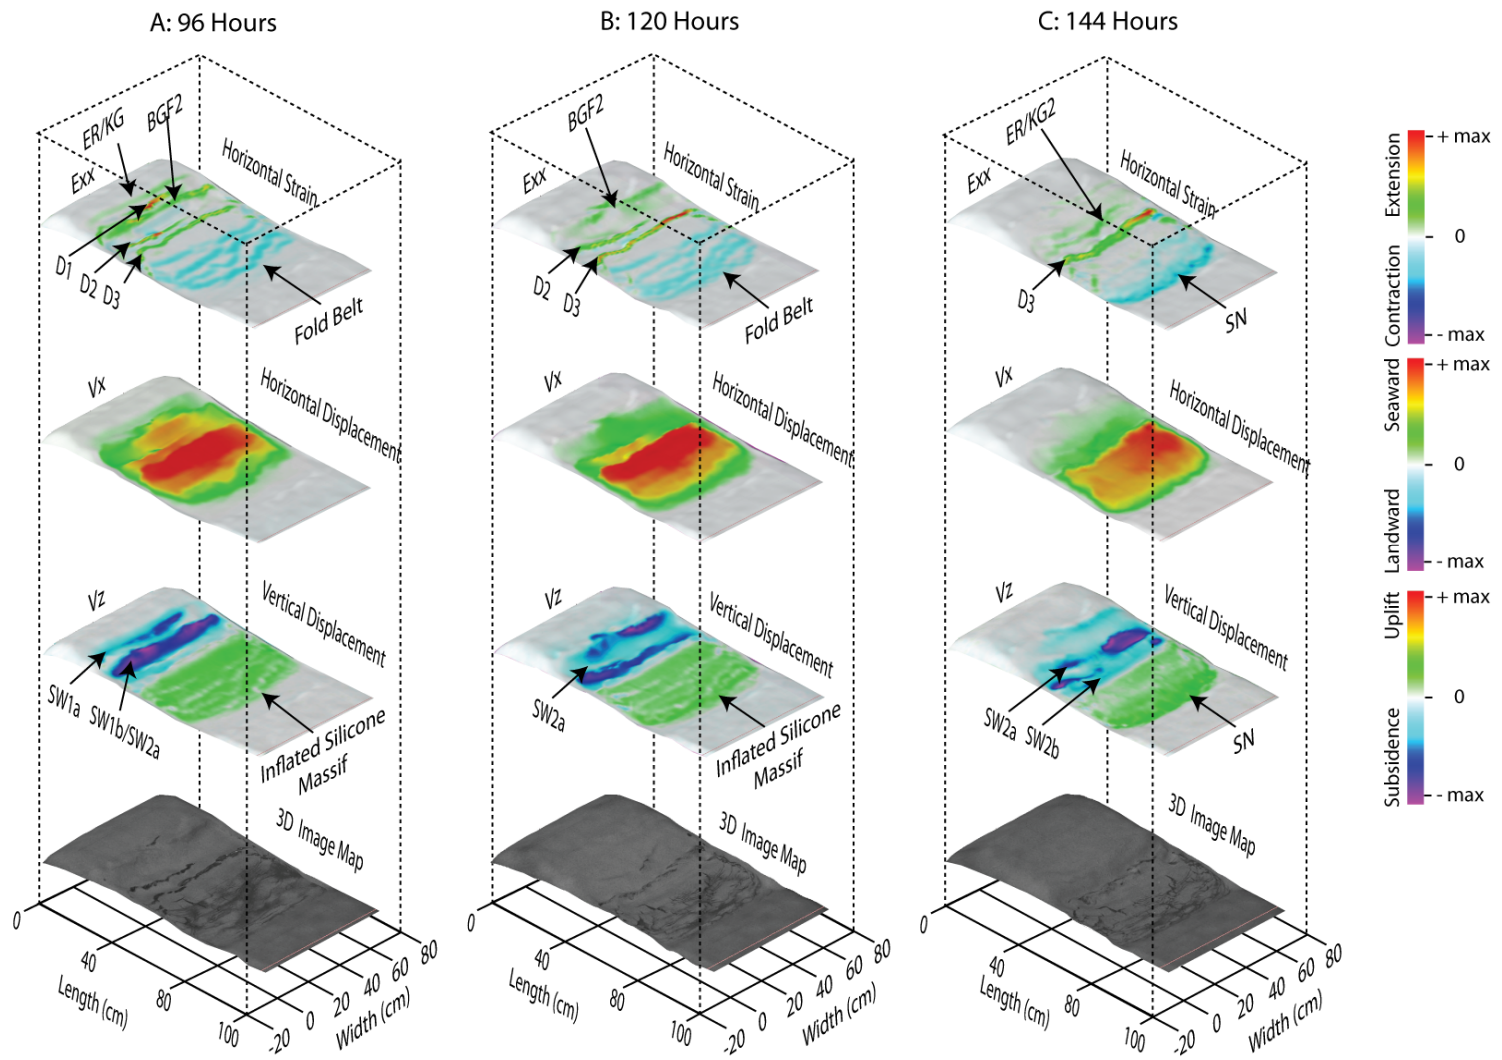 A: 96 Hours
B: 120 Hours
C: 144 Hours
ER/KG
BGF2
Exx
Horizontal Strain
D1
D2
D3
Fold Belt
Vx
Horizontal Displacement
Vz
Vertical Displacement
SW1a
SW1b/SW2a
Inflated Silicone
Massif
3D Image Map
0
40
80
100
Length (cm)
-20
0
20
40
60
80
Width (cm)
BGF2
Exx
Horizontal Strain
D2
D3
Fold Belt
Vx
Horizontal Displacement
Vz
Vertical Displacement
SW2a
Inflated Silicone
Massif
3D Image Map
0
40
80
100
Length (cm)
-20
0
20
40
60
80
Width (cm)
ER/KG2
Exx
Horizontal Strain
D3
SN
Vx
Horizontal Displacement
Vz
Vertical Displacement
SW2a
SW2b
SN
3D Image Map
0
40
80
100
Length (cm)
-20
0
20
40
60
80
Width (cm)
Extension
Contraction
+ max
0
- max
Seaward
Landward
+ max
0
- max
Uplift
Subsidence
+ max
0
- max